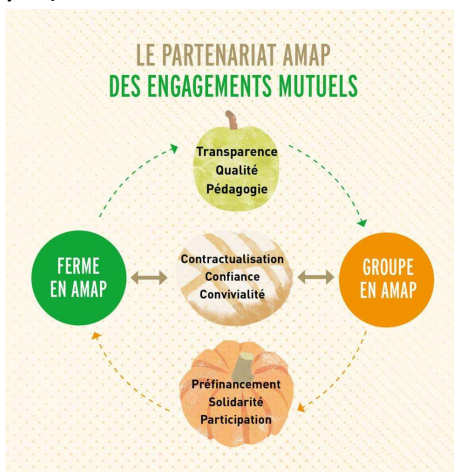 LE PARTENARIAT AMAP
DES ENGAGEMENTS MUTUELS
Transparence
Qualité
Pédagogie
FERME
EN AMAP
Contractualisation
Confiance
Convivialité
GROUPE
EN AMAP
Préfinancement
Solidarité
Participation